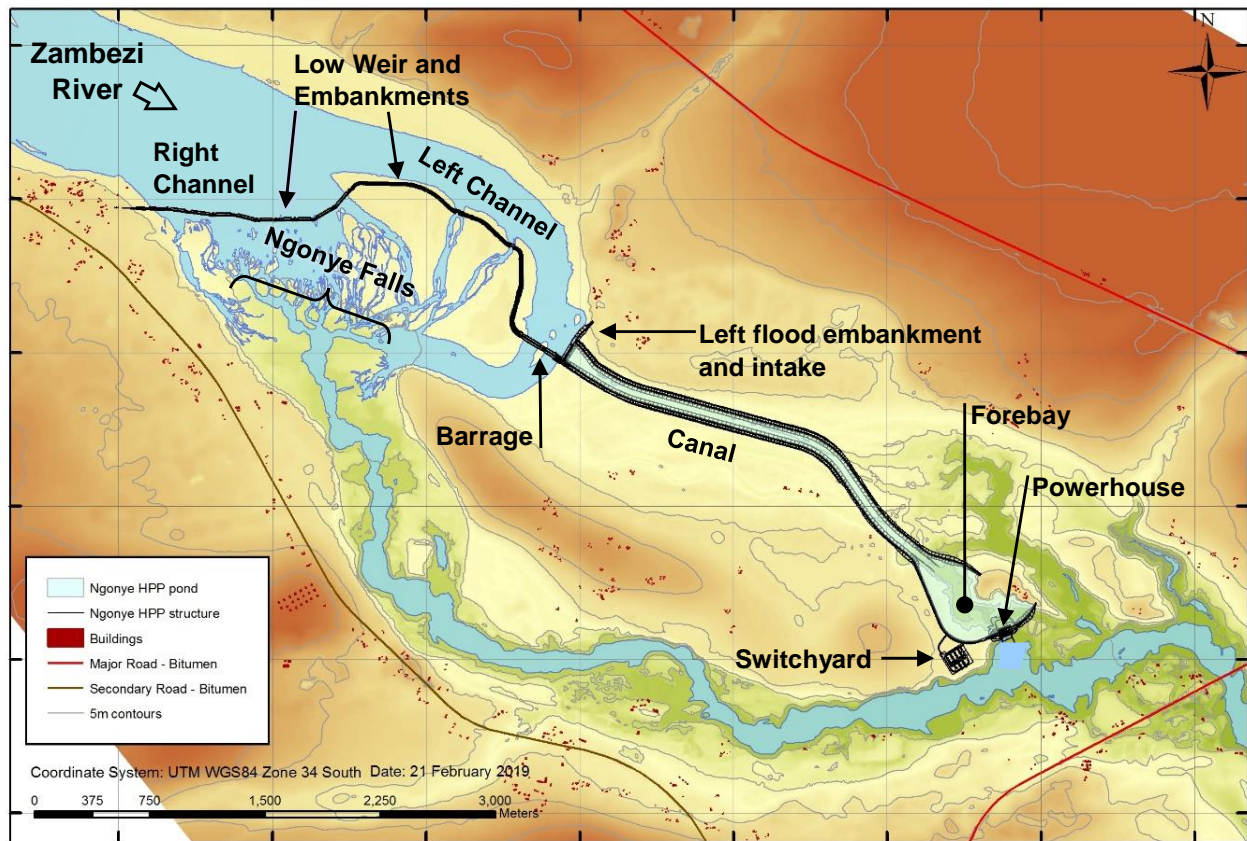 N
Zambezi
River
Low Weir and
Embankments
Right
Channel
Left Channel
Ngonye Falls
Left flood embankment
and intake
Barrage
Canal
Forebay
Powerhouse
Switchyard
Ngonye HPP pond
Ngonye HPP structure
Buildings
Major Road - Bitumen
Secondary Road - Bitumen
5m contours
Coordinate System: UTM WGS84 Zone 34 South Date: 21 February 2019
0 375 750 1,500 2,250 3,000
Meters